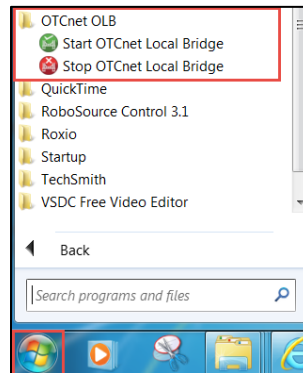 OTCnet OLB
Start OTCnet Local Bridge
Stop OTCnet Local Bridge
QuickTime
RoboSource Control 3.1
Roxio
Startup
TechSmith
VSDC Free Video Editor
Back
Search programs and files